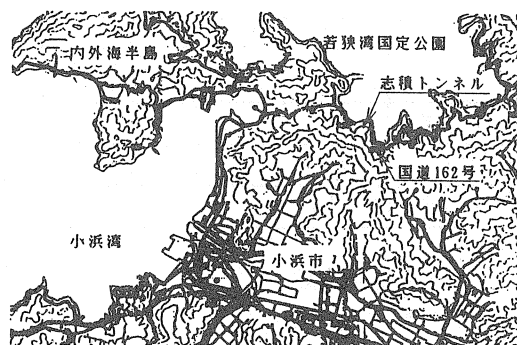 若狭湾国定公園
内外海半島
志積トンネル
国道162号
小浜湾
小浜市